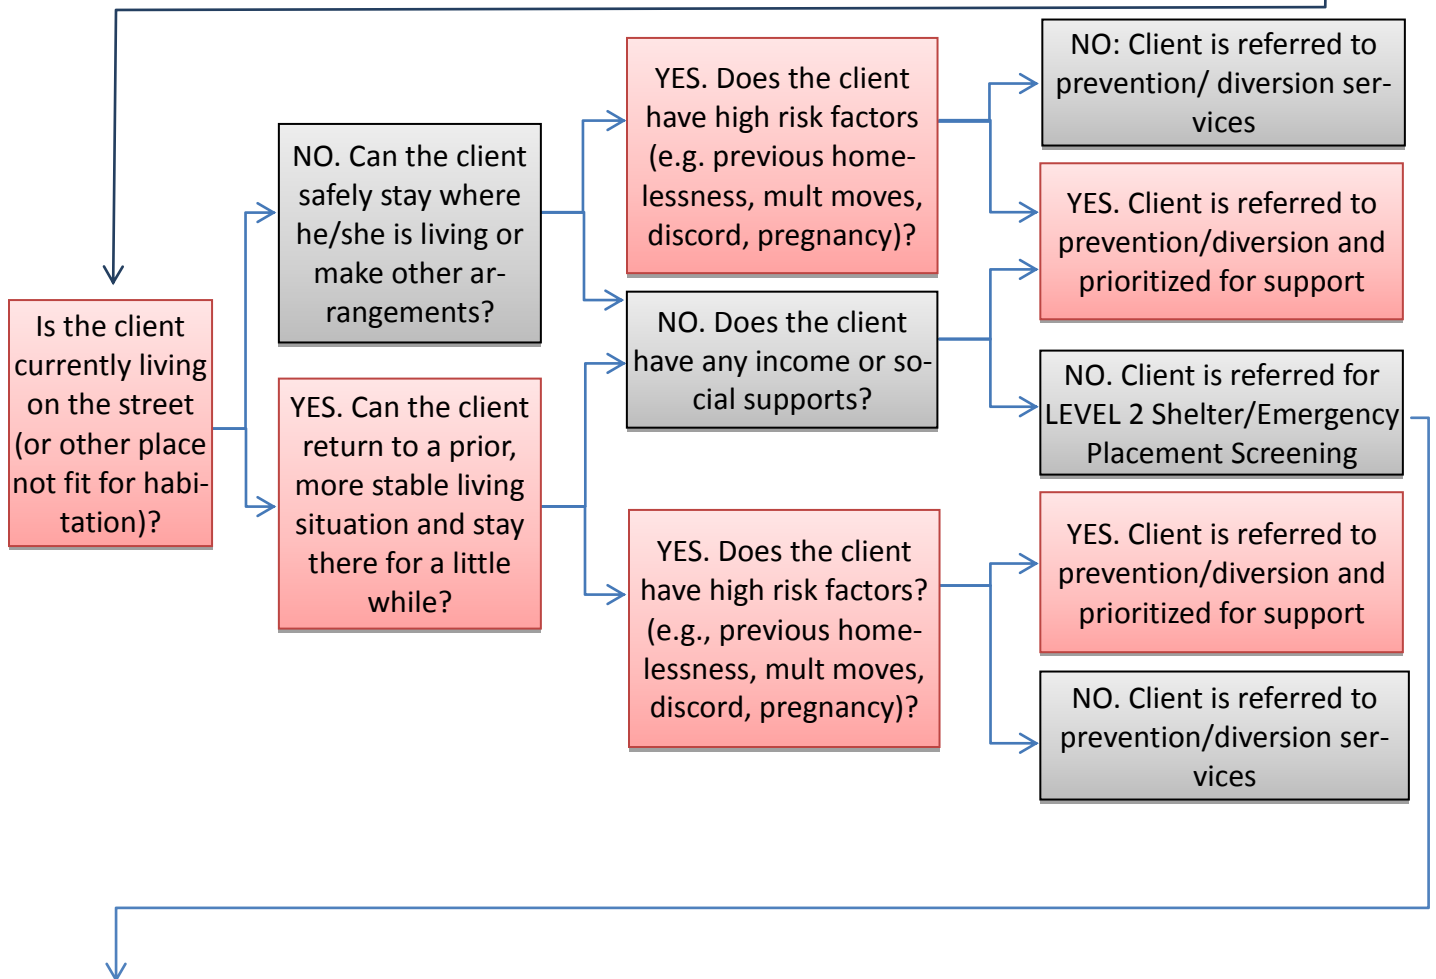 Is the client
currently living
on the street
(or other place
not fit for habi-
tation)?
NO. Can the client
safely stay where
he/she is living or
make other ar-
rangements?
YES. Can the client
return to a prior,
more stable living
situation and stay
there for a little
while?
YES. Does the client
have high risk factors
(e.g. previous home-
lessness, mult moves,
discord, pregnancy)?
NO. Does the client
have any income or so-
cial supports?
YES. Does the client
have high risk factors?
(e.g., previous home-
lessness, mult moves,
discord, pregnancy)?
NO: Client is referred to
prevention/ diversion ser-
vices
YES. Client is referred to
prevention/diversion and
prioritized for support
NO. Client is referred for
LEVEL 2 Shelter/Emergency
Placement Screening
YES. Client is referred to
prevention/diversion and
prioritized for support
NO. Client is referred to
prevention/diversion ser-
vices